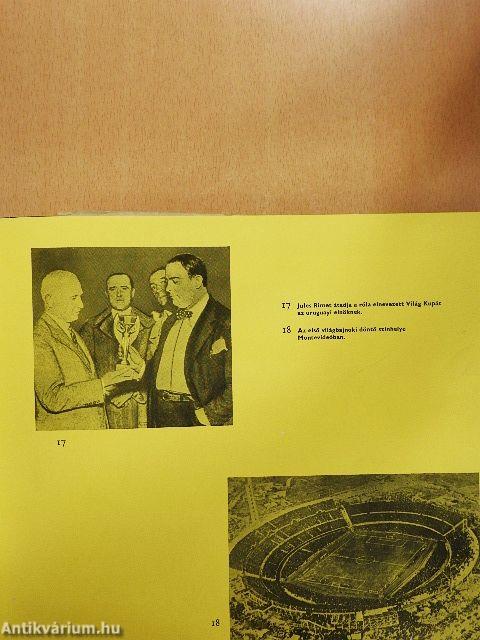 17 Jules Rimet átadja a róla elnevezett Világ Kupát
az uruguayi elnöknek.
18 Az első világbajnoki döntő színhelye
Montevideóban.
17
18
Antikvárium.hu